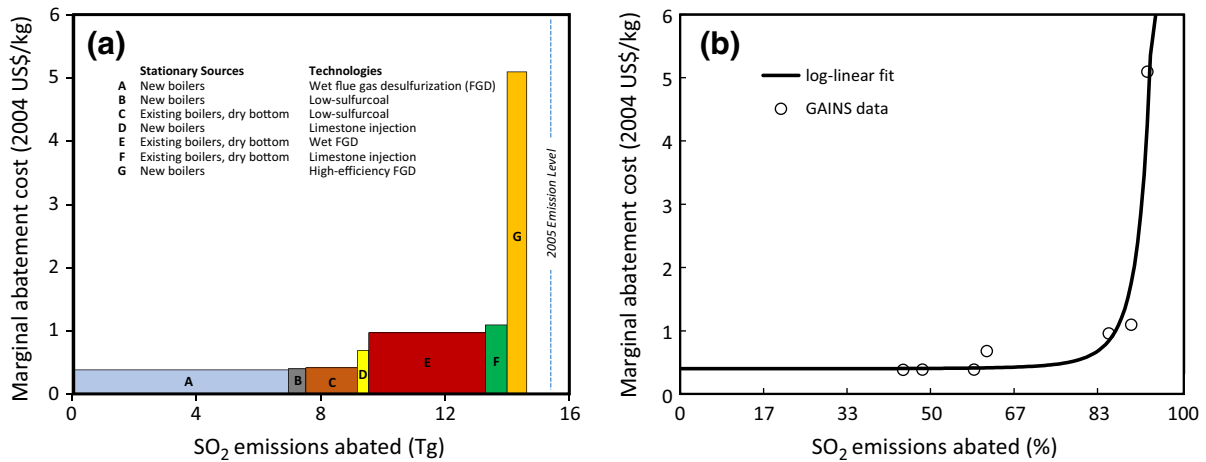 (a)
Marginal abatement cost (2004 US$/kg)
6
5
4
3
2
1
0
Stationary Sources Technologies
A New boilers Wet flue gas desulfurization (FGD)
B New boilers Low-sulfurcoal
C Existing boilers, dry bottom Low-sulfurcoal
D New boilers Limestone injection
E Existing boilers, dry bottom Wet FGD
F Existing boilers, dry bottom Limestone injection
G New boilers High-efficiency FGD
A
B
C
D
E
F
G
2005 Emission Level
0 4 8 12 16
SO2 emissions abated (Tg)
(b)
Marginal abatement cost (2004 US$/kg)
6
5
4
3
2
1
0
log-linear fit
GAINS data
0 17 33 50 67 83 100
SO2 emissions abated (%)